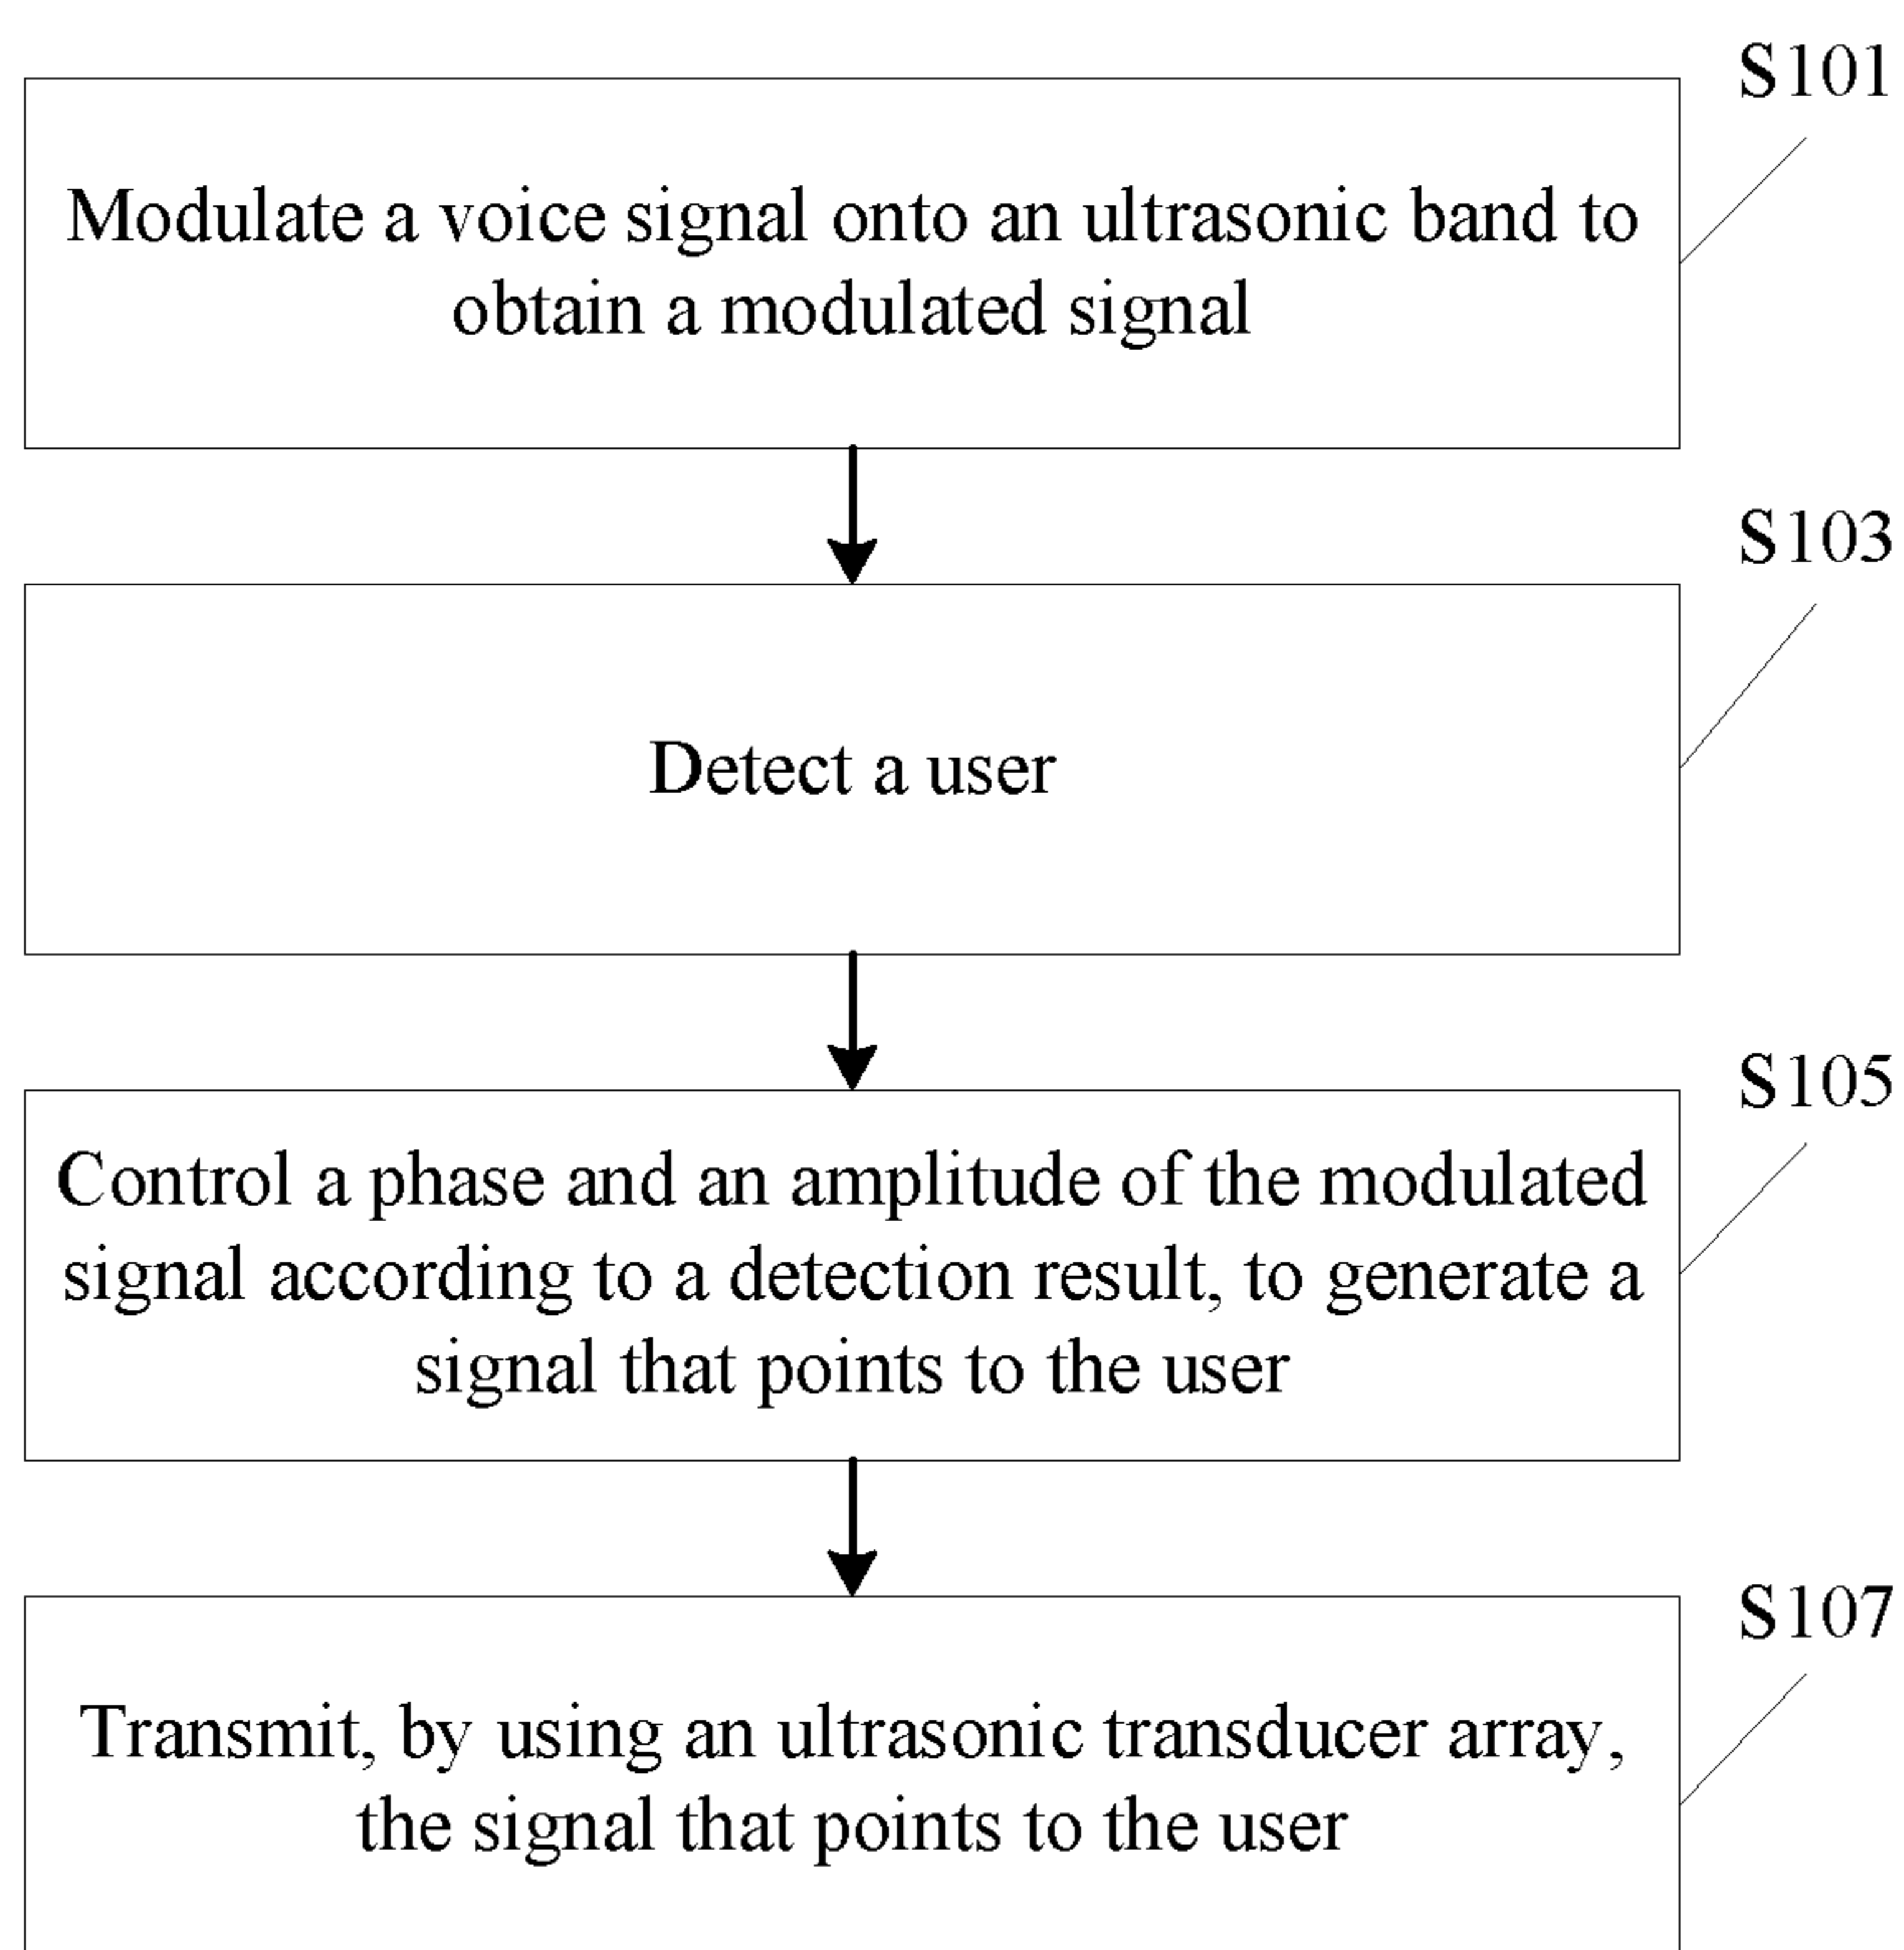 S101
Modulate a voice signal onto an ultrasonic band to
obtain a modulated signal
S103
Detect a user
S105
Control a phase and an amplitude of the modulated
signal according to a detection result, to generate a
signal that points to the user
S107
Transmit, by using an ultrasonic transducer array,
the signal that points to the user